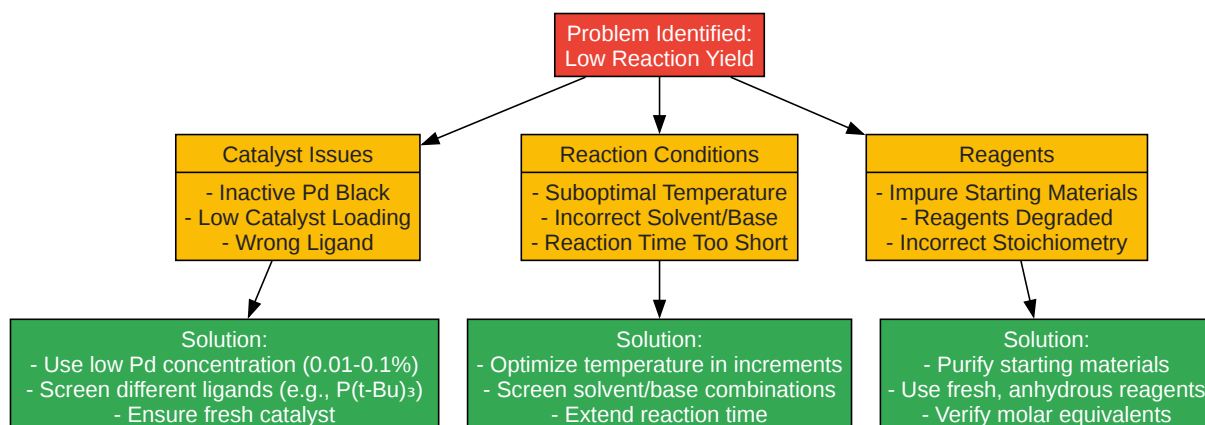 Problem Identified:
Low Reaction Yield
Catalyst Issues
- Inactive Pd Black
- Low Catalyst Loading
- Wrong Ligand
Reaction Conditions
- Suboptimal Temperature
- Incorrect Solvent/Base
- Reaction Time Too Short
Reagents
- Impure Starting Materials
- Reagents Degraded
- Incorrect Stoichiometry
Solution:
- Use low Pd concentration (0.01-0.1%)
- Screen different ligands (e.g., P(t-Bu)₃)
- Ensure fresh catalyst
Solution:
- Optimize temperature in increments
- Screen solvent/base combinations
- Extend reaction time
Solution:
- Purify starting materials
- Use fresh, anhydrous reagents
- Verify molar equivalents